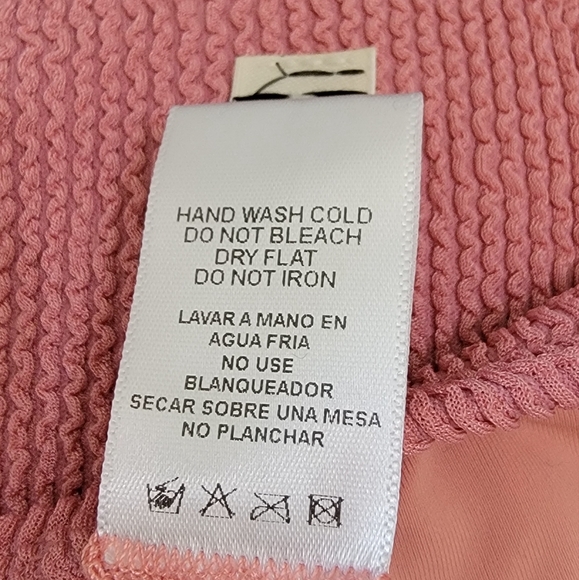 HAND WASH COLD
DO NOT BLEACH
DRY FLAT
DO NOT IRON
LAVAR A MANO EN
AGUA FRIA
NO USE
BLANQUEADOR
SECAR SOBRE UNA MESA
NO PLANCHAR